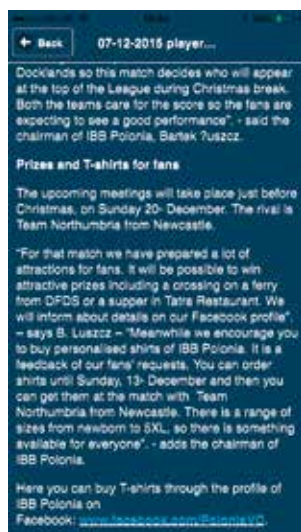 Back
07-12-2015 player...
Docklands so this match decides who will appear
at the top of the League during Christmas break.
Both the teams care for the score so the fans are
expecting to see a good performance". - said the
chairman of IBB Polonia, Bartek ?uszcz.
Prizes and T-shirts for fans
The upcoming meetings will take place just before
Christmas, on Sunday 20- December. The rival is
Team Northumbria from Newcastle.
"For that match we have prepared a lot of
attractions for fans. It will be possible to win
attractive prizes including a crossing on a ferry
from DFDS or a supper in Tatra Restaurant. We
will inform about details on our Facebook profile",
– says B. Luszcz – "Meanwhile we encourage you
to buy personalised shirts of IBB Polonia. It is a
feedback of our fans' requests. You can order
shirts until Sunday, 13- December and then you
can get them at the match with Team
Northumbria from Newcastle. There is a range of
sizes from newborn to 5XL, so there is something
available for everyone". - adds the chairman of
IBB Polonia.
Here you can buy T-shirts through the profile of
IBB Polonia on
Facebook: